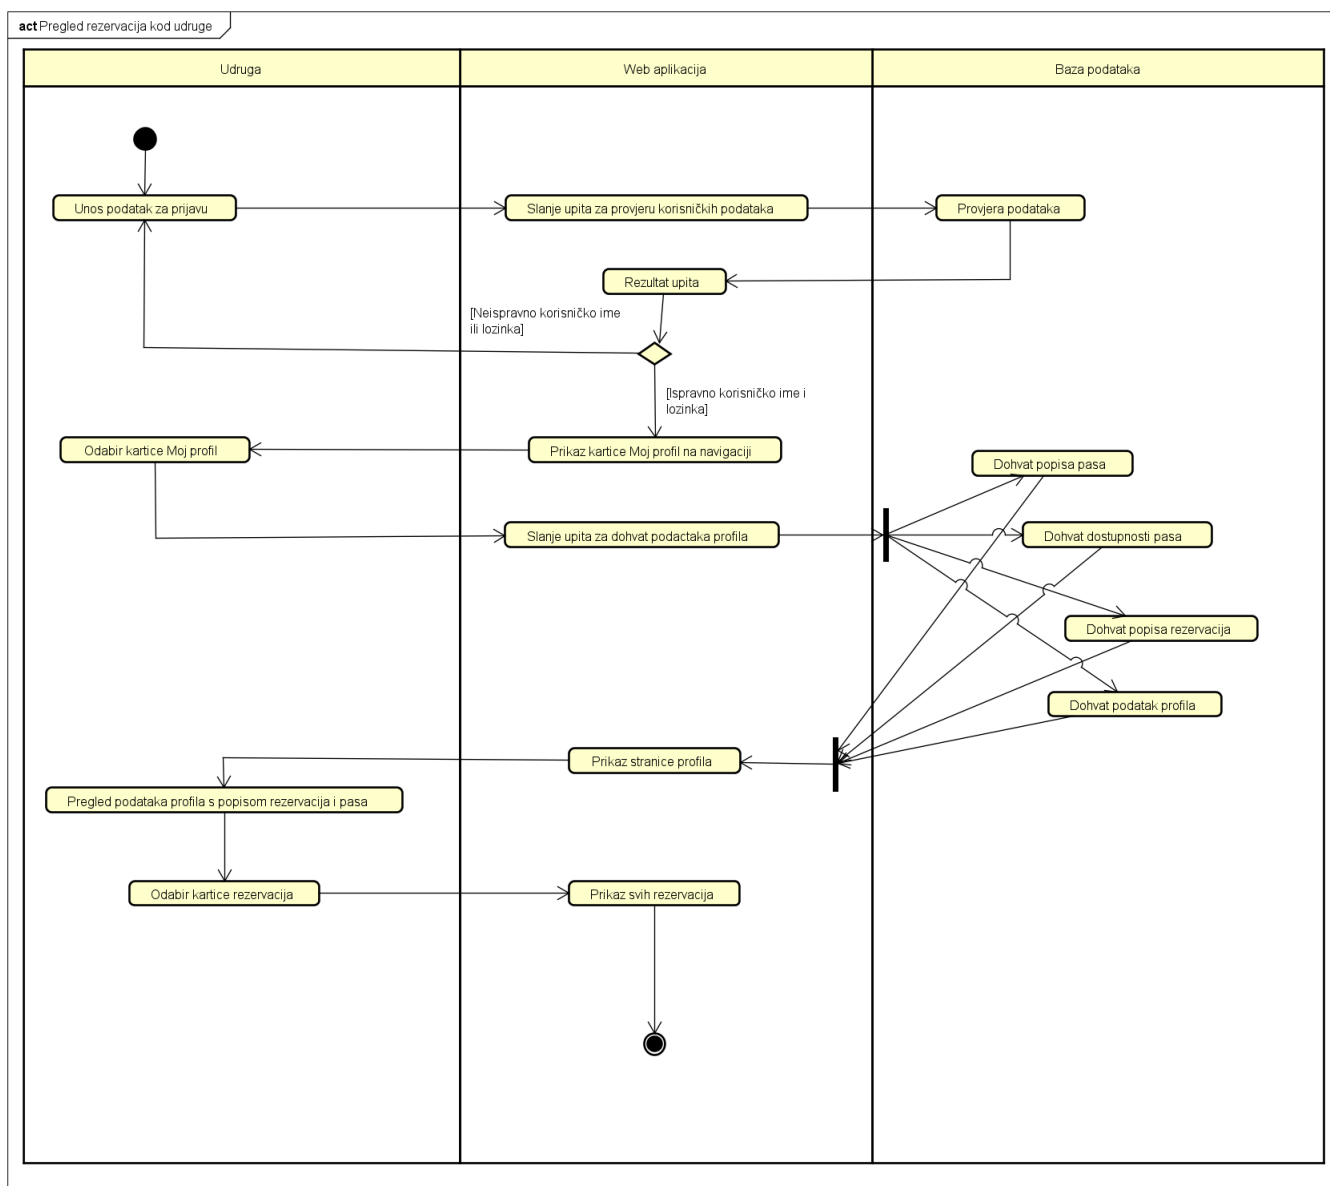 act Pregled rezervacija kod udruge
Udruga
Web aplikacija
Baza podataka
Unos podatak za prijavu
Slanje upita za provjeru korisničkih podataka
Provjera podataka
Rezultat upita
[Neispravno korisničko ime
ili lozinka]
[Ispravno korisničko ime i
lozinka]
Odabir kartice Moj profil
Prikaz kartice Moj profil na navigaciji
Dohvat popisa pasa
Slanje upita za dohvat podactaka profila
Dohvat dostupnosti pasa
Dohvat popisa rezervacija
Dohvat podatak profila
Prikaz stranice profila
Pregled podataka profila s popisom rezervacija i pasa
Odabir kartice rezervacija
Prikaz svih rezervacija